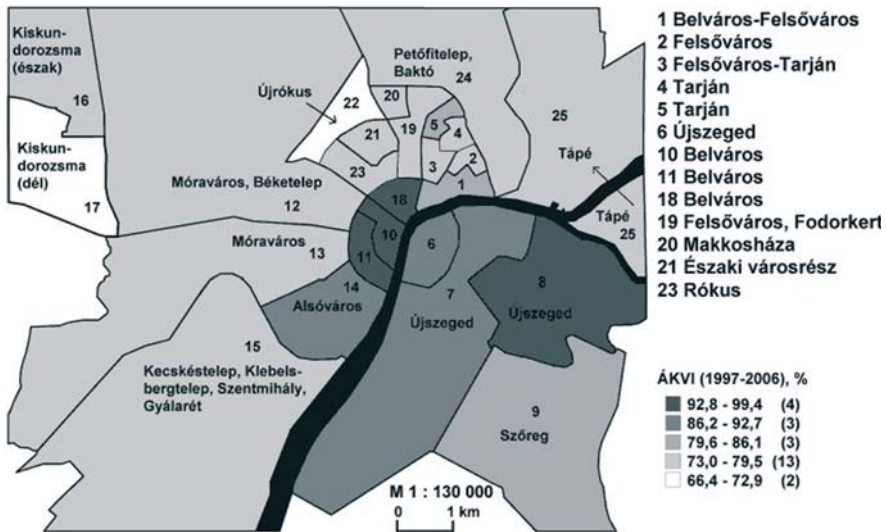 Kiskun-
dorozsma
(észak)
16
Kiskun-
dorozsma
(dél)
17
Petőfitelep,
Baktó
24
Újrókus
22
20
21
19
5
4
3
2
1
23
25
Tápé
Tápé
25
Móraváros, Béketelep
12
18
Móraváros
13
10
11
6
14
Alsóváros
7
Újszeged
8
Újszeged
15
Kecskéstelep, Klebels-
bergtelep, Szentmihály,
Gyálarét
9
Szőreg
M 1 : 130 000
0 1 km
1 Belváros-Felsőváros
2 Felsőváros
3 Felsőváros-Tarján
4 Tarján
5 Tarján
6 Újszeged
10 Belváros
11 Belváros
18 Belváros
19 Felsőváros, Fodorkert
20 Makkosháza
21 Északi városrész
23 Rókus
ÁKVI (1997-2006), %
92,8 - 99,4 (4)
86,2 - 92,7 (3)
79,6 - 86,1 (3)
73,0 - 79,5 (13)
66,4 - 72,9 (2)